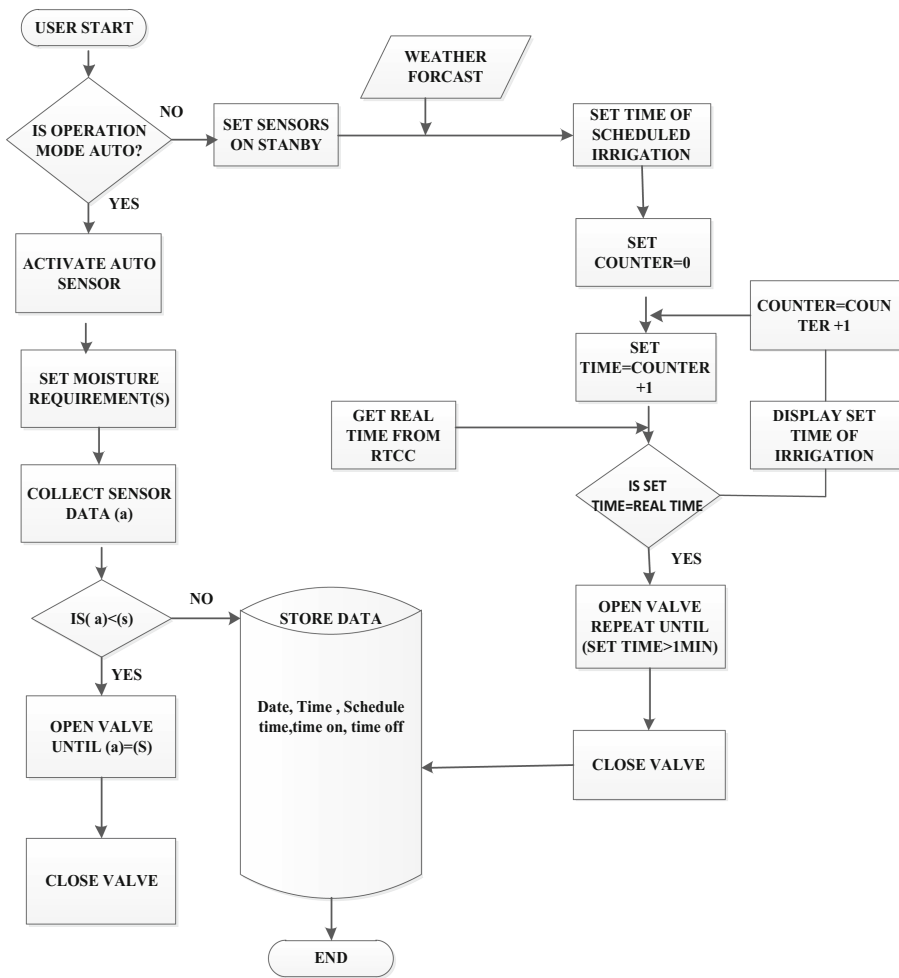 USER START
IS OPERATION
MODE AUTO?
NO
YES
SET SENSORS
ON STANBY
WEATHER
FORCAST
SET TIME OF
SCHEDULED
IRRIGATION
ACTIVATE AUTO
SENSOR
SET MOISTURE
REQUIREMENT(S)
COLLECT SENSOR
DATA (a)
IS( a)<(s)
NO
YES
OPEN VALVE
UNTIL (a)=(S)
CLOSE VALVE
SET
COUNTER=0
COUNTER=COUN
TER +1
SET
TIME=COUNTER
+1
GET REAL
TIME FROM
RTCC
DISPLAY SET
TIME OF
IRRIGATION
IS SET
TIME=REAL TIME
YES
OPEN VALVE
REPEAT UNTIL
(SET TIME>1MIN)
CLOSE VALVE
STORE DATA
Date, Time , Schedule
time,time on, time off
END